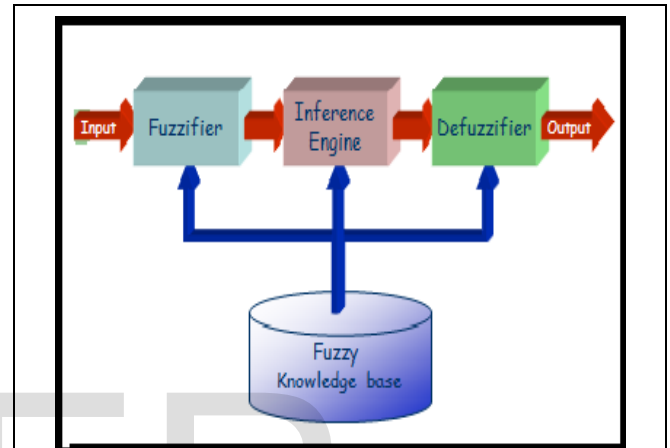 Input
Fuzzifier
Inference
Engine
Defuzzifier
Output
Fuzzy
Knowledge base